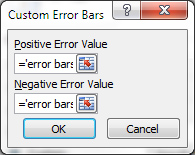 Custom Error Bars
Positive Error Value
='error bars
Negative Error Value
='error bars
OK
Cancel